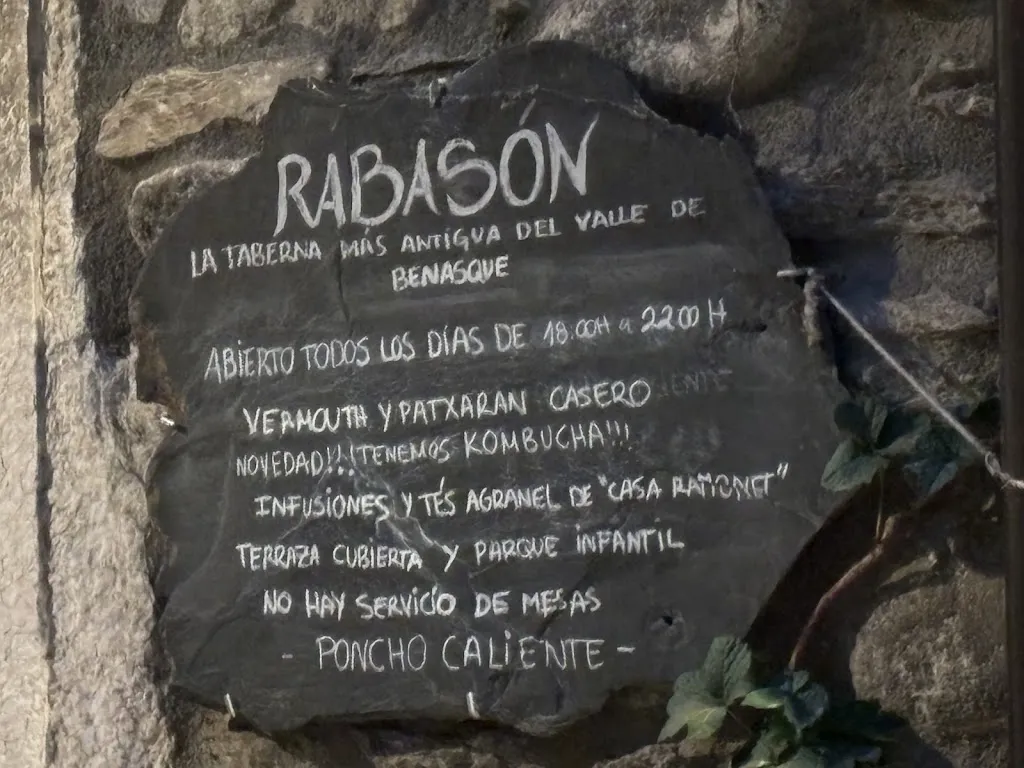 RABASÓN
LA TABERNA MÁS ANTIGUA DEL VALLE DE
BENASQUE
ABIERTO TODOS LOS DÍAS DE 18:00H a 22:00 H
VERMOUTH Y PATXARAN CASERO
NOVEDAD!!¡TENEMOS KOMBUCHA!!!
INFUSIONES Y TÉS AGRANEL DE "CASA RAMONET"
TERRAZA CUBIERTA Y PARQUE INFANTIL
NO HAY SERVICIO DE MESAS
- PONCHO CALIENTE -